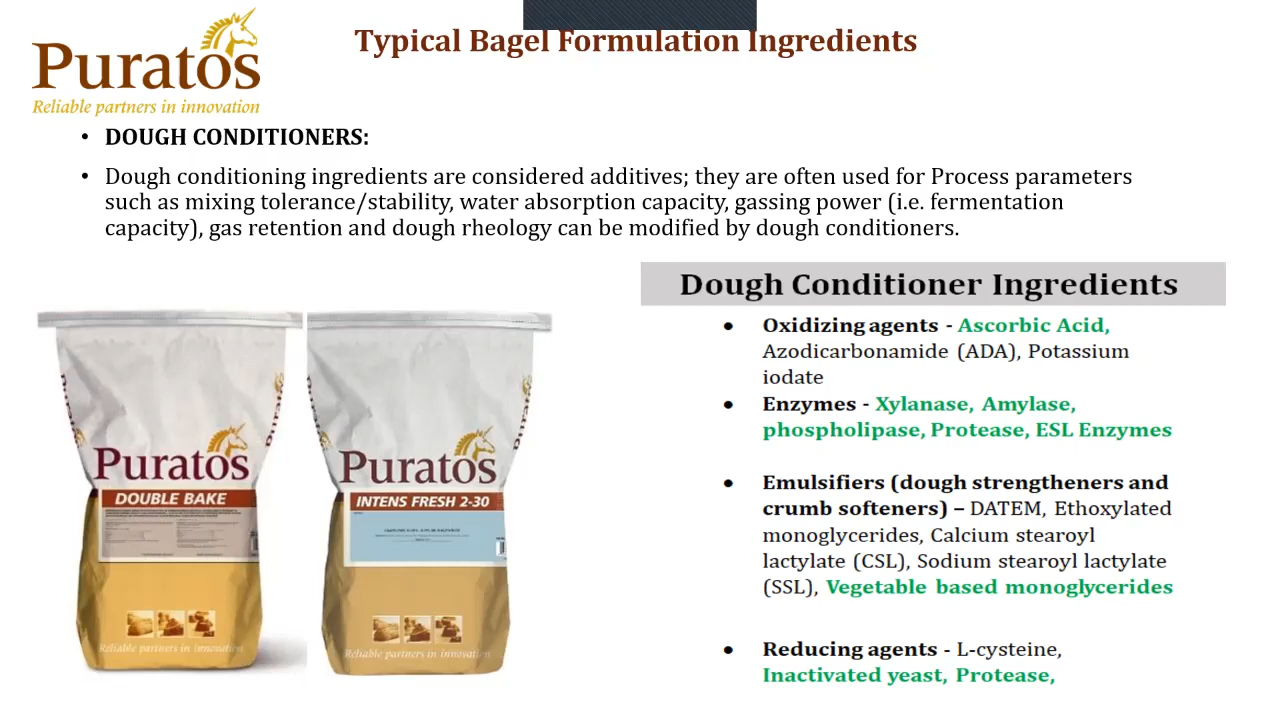 Puratos
Reliable partners in innovation
Typical Bagel Formulation Ingredients
• DOUGH CONDITIONERS:
• Dough conditioning ingredients are considered additives; they are often used for Process parameters
such as mixing tolerance/stability, water absorption capacity, gassing power (i.e. fermentation
capacity), gas retention and dough rheology can be modified by dough conditioners.
Puratos
DOUBLE BAKE
Reliable partners in innovation
Puratos
INTENS FRESH 2-30
Reliable partners in innovation
Dough Conditioner Ingredients
● Oxidizing agents - Ascorbic Acid,
Azodicarbonamide (ADA), Potassium
iodate
● Enzymes - Xylanase, Amylase,
phospholipase, Protease, ESL Enzymes
● Emulsifiers (dough strengtheners and
crumb softeners) – DATEM, Ethoxylated
monoglycerides, Calcium stearoyl
lactylate (CSL), Sodium stearoyl lactylate
(SSL), Vegetable based monoglycerides
● Reducing agents - L-cysteine,
Inactivated yeast, Protease,